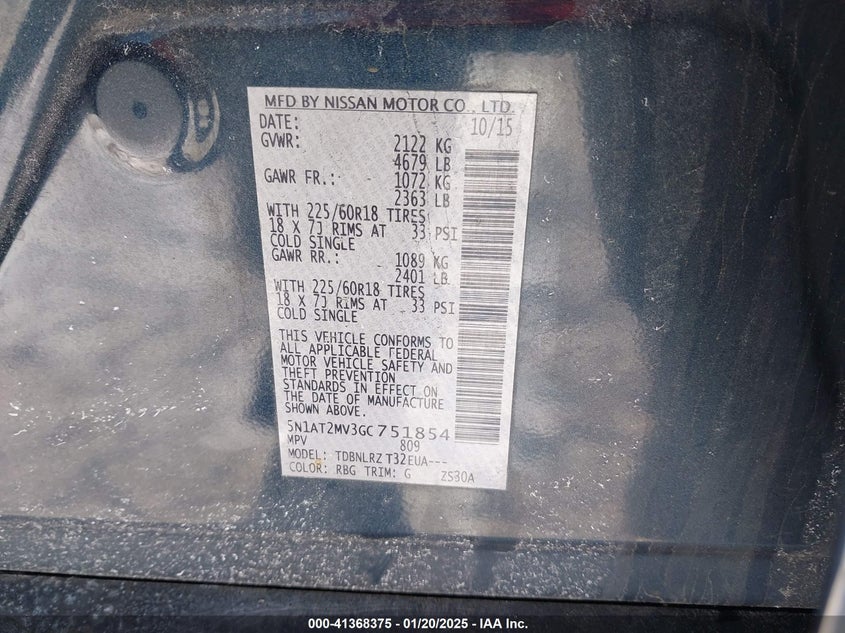 MFD BY NISSAN MOTOR CO., LTD.
DATE: 10/15
GVWR: 2122 KG
4679 LB
GAWR FR.: 1072 KG
2363 LB
WITH 225/60R18 TIRES
18 X 7J RIMS AT 33 PSI
COLD SINGLE
GAWR RR.: 1089 KG
2401 LB
WITH 225/60R18 TIRES
18 X 7J RIMS AT 33 PSI
COLD SINGLE
THIS VEHICLE CONFORMS TO
ALL APPLICABLE FEDERAL
MOTOR VEHICLE SAFETY AND
THEFT PREVENTION
STANDARDS IN EFFECT ON
THE DATE OF MANUFACTURE
SHOWN ABOVE.
5N1AT2MV3GC751854
MPV 809
MODEL: TDBNLRZ T32EUA---
COLOR: RBG TRIM: G ZS30A
000-41368375 — 01/20/2025 — IAA Inc.